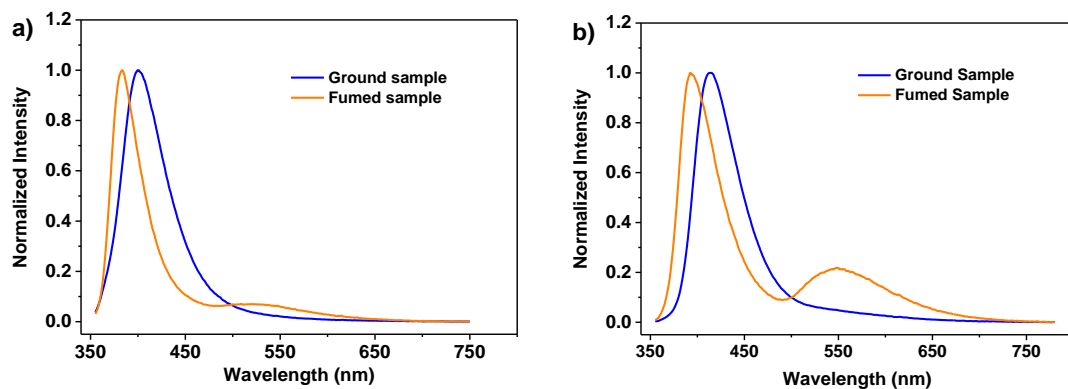 a)
1.2
1.0
0.8
0.6
0.4
0.2
0.0
Normalized Intensity
Ground sample
Fumed sample
350 450 550 650 750
Wavelength (nm)
b)
1.2
1.0
0.8
0.6
0.4
0.2
0.0
Normalized Intensity
Ground Sample
Fumed Sample
350 450 550 650 750
Wavelength (nm)